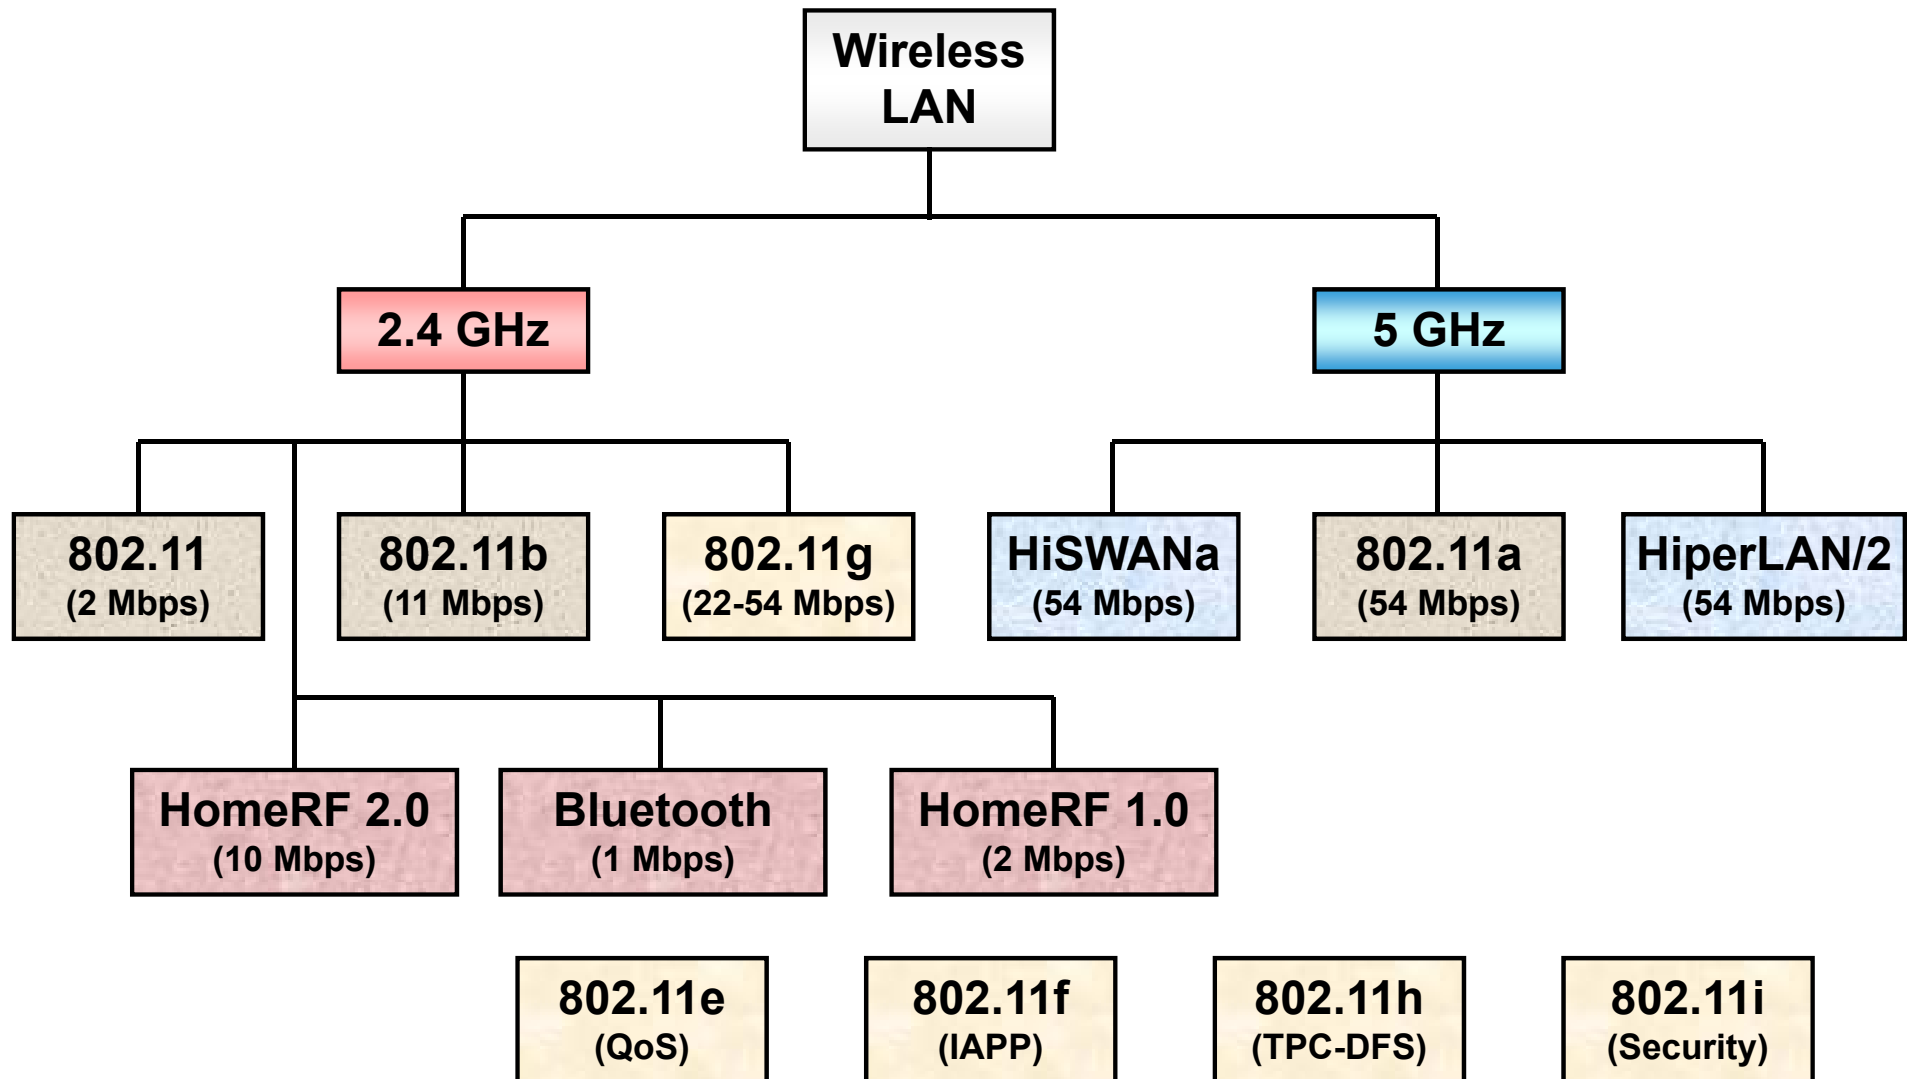 Wireless
LAN
2.4 GHz
5 GHz
802.11
(2 Mbps)
802.11b
(11 Mbps)
802.11g
(22-54 Mbps)
HiSWANa
(54 Mbps)
802.11a
(54 Mbps)
HiperLAN/2
(54 Mbps)
HomeRF 2.0
(10 Mbps)
Bluetooth
(1 Mbps)
HomeRF 1.0
(2 Mbps)
802.11e
(QoS)
802.11f
(IAPP)
802.11h
(TPC-DFS)
802.11i
(Security)